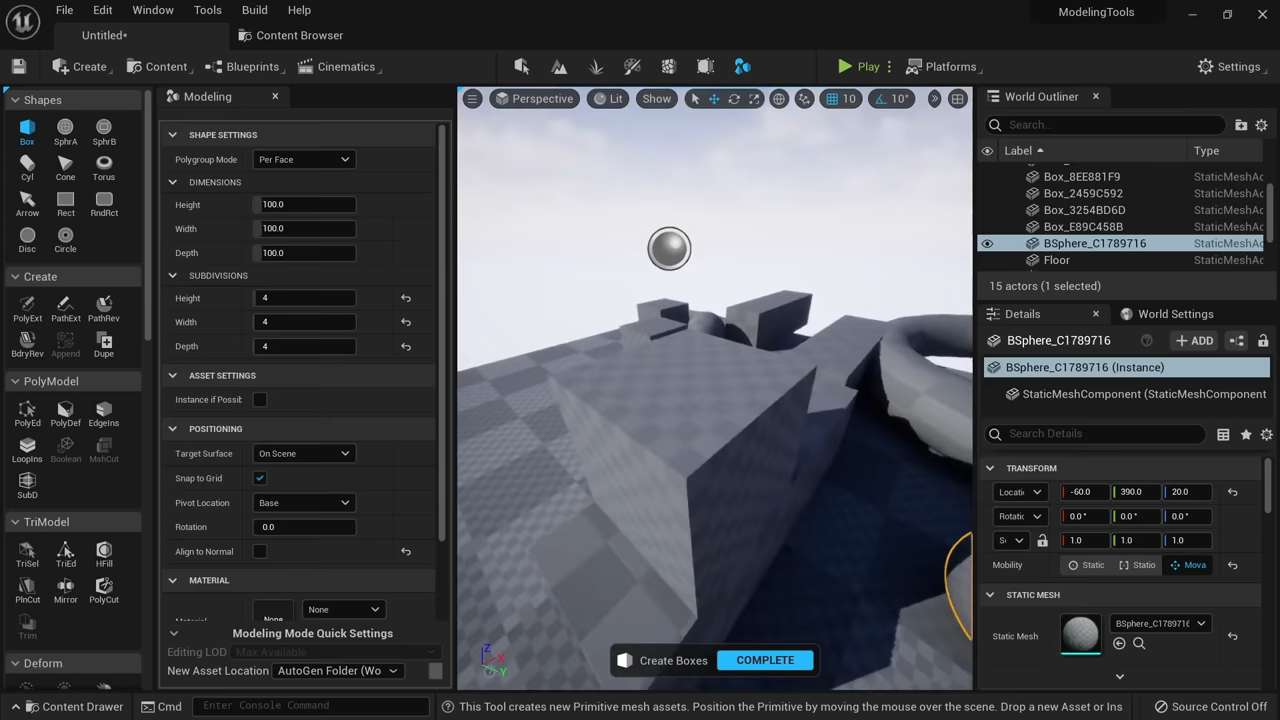 File Edit Window Tools Build Help
ModelingTools
Untitled*
Content Browser
Create
Content
Blueprints
Cinematics
Play
Platforms
Settings
Shapes
Box SphrA SphrB
Cyl Cone Torus
Arrow Rect RndRct
Disc Circle
Create
PolyExt PathExt PathRev
BdryRev Append Dupe
PolyModel
PolyEd PolyDef EdgeIns
LoopIns Boolean MshCut
SubD
TriModel
TriSel TriEd HFill
PlnCut Mirror PolyCut
Trim
Deform
Modeling
SHAPE SETTINGS
Polygroup Mode Per Face
DIMENSIONS
Height 100.0
Width 100.0
Depth 100.0
SUBDIVISIONS
Height 4
Width 4
Depth 4
ASSET SETTINGS
Instance if Possib
POSITIONING
Target Surface On Scene
Snap to Grid
Pivot Location Base
Rotation 0.0
Align to Normal
MATERIAL
None None
Modeling Mode Quick Settings
Editing LOD Max Available
New Asset Location AutoGen Folder (Wo
Perspective Lit Show 10 10°
Z
X
Y
Create Boxes COMPLETE
World Outliner
Search...
Label Type
Box_8EE881F9 StaticMeshAc
Box_2459C592 StaticMeshAc
Box_3254BD6D StaticMeshAc
Box_E89C458B StaticMeshAc
BSphere_C1789716 StaticMeshAc
Floor StaticMeshAc
15 actors (1 selected)
Details World Settings
BSphere_C1789716 ADD
BSphere_C1789716 (Instance)
StaticMeshComponent (StaticMeshComponent
Search Details
TRANSFORM
Locati -60.0 390.0 20.0
Rotatic 0.0° 0.0° 0.0°
Sc 1.0 1.0 1.0
Mobility Static Statio Mova
STATIC MESH
Static Mesh BSphere_C1789716
Content Drawer Cmd Enter Console Command This Tool creates new Primitive mesh assets. Position the Primitive by moving the mouse over the scene. Drop a new Asset or Ins Source Control Off